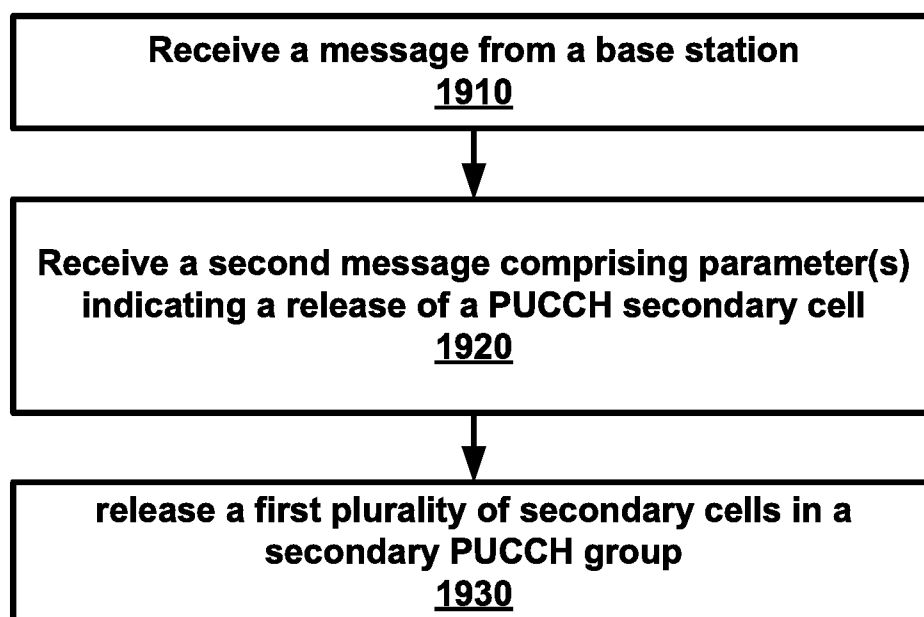 Receive a message from a base station
1910
Receive a second message comprising parameter(s)
indicating a release of a PUCCH secondary cell
1920
release a first plurality of secondary cells in a
secondary PUCCH group
1930